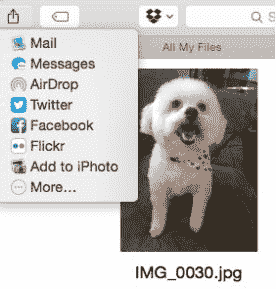 All My Files
Mail
Messages
AirDrop
Twitter
Facebook
Flickr
Add to iPhoto
More...
IMG_0030.jpg